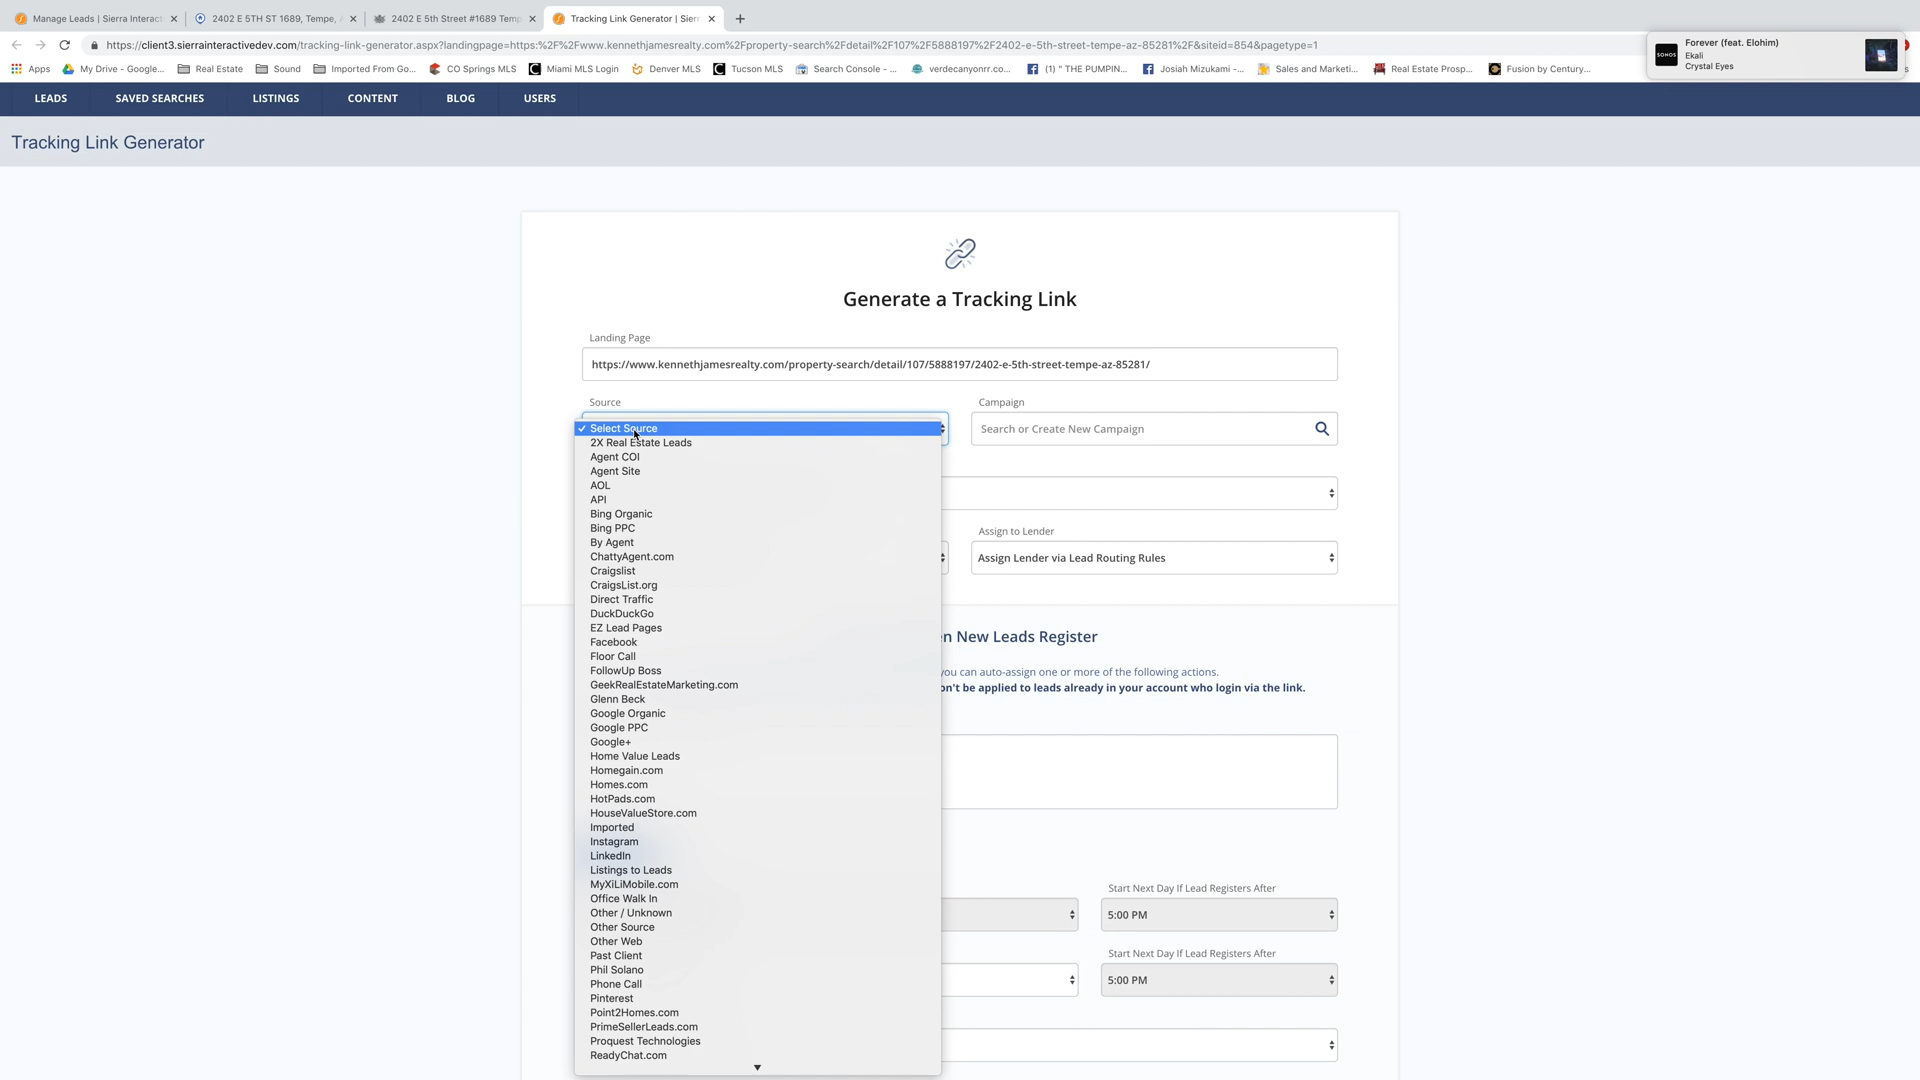 Manage Leads | Sierra Interact
2402 E 5TH ST 1689, Tempe,
2402 E 5th Street #1689 Temp
Tracking Link Generator | Sier
https://client3.sierrainteractivedev.com/tracking-link-generator.aspx?landingpage=https:%2F%2Fwww.kennethjamesrealty.com%2Fproperty-search%2Fdetail%2F107%2F5888197%2F2402-e-5th-street-tempe-az-85281%2F&siteid=854&pagetype=1
SONOS
Forever (feat. Elohim)
Ekali
Crystal Eyes
Apps
My Drive - Google...
Real Estate
Sound
Imported From Go...
CO Springs MLS
Miami MLS Login
Denver MLS
Tucson MLS
Search Console - ...
verdecanyonrr.co...
(1) " THE PUMPIN...
Josiah Mizukami -...
Sales and Marketi...
Real Estate Prosp...
Fusion by Century...
LEADS
SAVED SEARCHES
LISTINGS
CONTENT
BLOG
USERS
Tracking Link Generator
Generate a Tracking Link
Landing Page
https://www.kennethjamesrealty.com/property-search/detail/107/5888197/2402-e-5th-street-tempe-az-85281/
Source
Campaign
Search or Create New Campaign
✓ Select Source
2X Real Estate Leads
Agent COI
Agent Site
AOL
API
Bing Organic
Bing PPC
By Agent
ChattyAgent.com
Craigslist
CraigsList.org
Direct Traffic
DuckDuckGo
EZ Lead Pages
Facebook
Floor Call
FollowUp Boss
GeekRealEstateMarketing.com
Glenn Beck
Google Organic
Google PPC
Google+
Home Value Leads
Homegain.com
Homes.com
HotPads.com
HouseValueStore.com
Imported
Instagram
LinkedIn
Listings to Leads
MyXiLiMobile.com
Office Walk In
Other / Unknown
Other Source
Other Web
Past Client
Phil Solano
Phone Call
Pinterest
Point2Homes.com
PrimeSellerLeads.com
Proquest Technologies
ReadyChat.com
Assign to Lender
Assign Lender via Lead Routing Rules
n New Leads Register
you can auto-assign one or more of the following actions.
on't be applied to leads already in your account who login via the link.
Start Next Day If Lead Registers After
5:00 PM
Start Next Day If Lead Registers After
5:00 PM